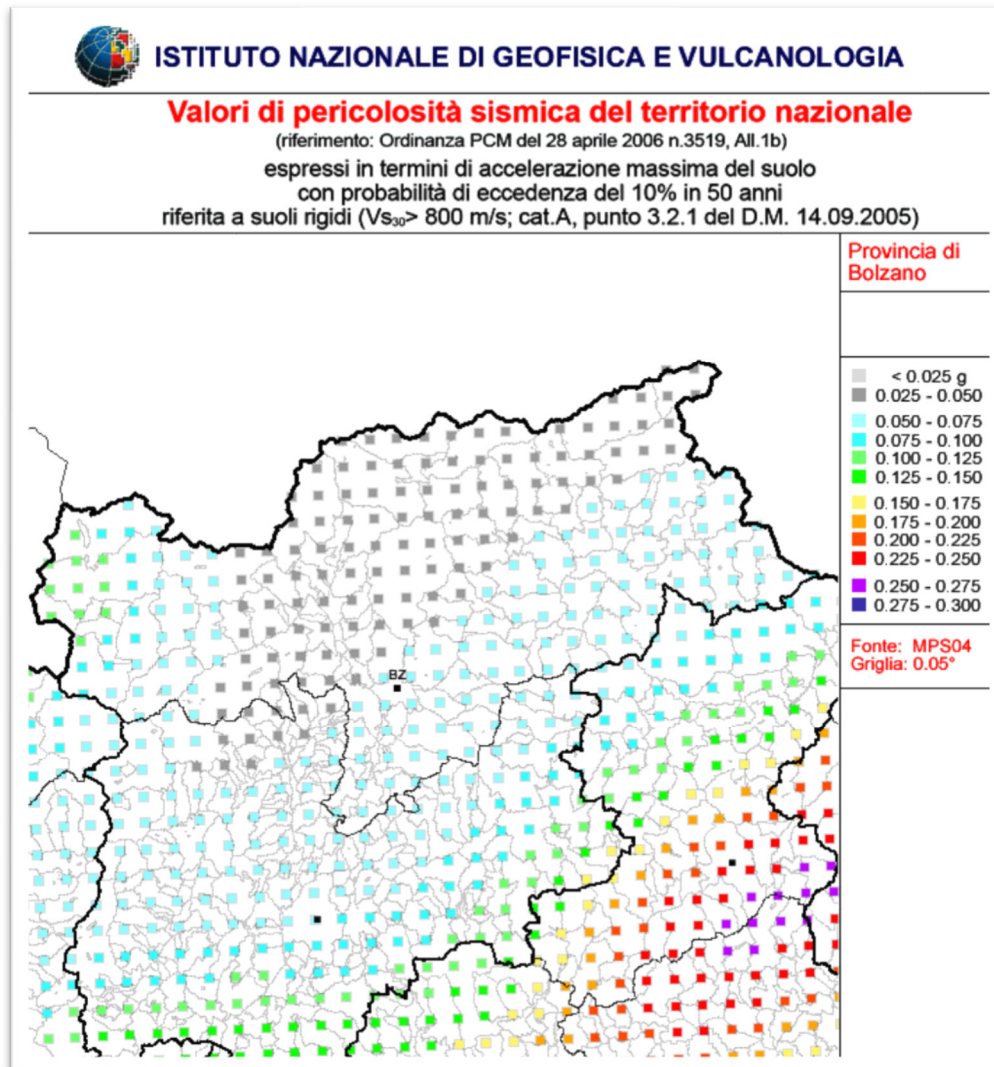 ISTITUTO NAZIONALE DI GEOFISICA E VULCANOLOGIA
Valori di pericolosità sismica del territorio nazionale
(riferimento: Ordinanza PCM del 28 aprile 2006 n.3519, All.1b)
espressi in termini di accelerazione massima del suolo
con probabilità di eccedenza del 10% in 50 anni
riferita a suoli rigidi (Vs₃₀> 800 m/s; cat.A, punto 3.2.1 del D.M. 14.09.2005)
Provincia di
Bolzano
< 0.025 g
0.025 - 0.050
0.050 - 0.075
0.075 - 0.100
0.100 - 0.125
0.125 - 0.150
0.150 - 0.175
0.175 - 0.200
0.200 - 0.225
0.225 - 0.250
0.250 - 0.275
0.275 - 0.300
Fonte: MPS04
Griglia: 0.05°
BZ